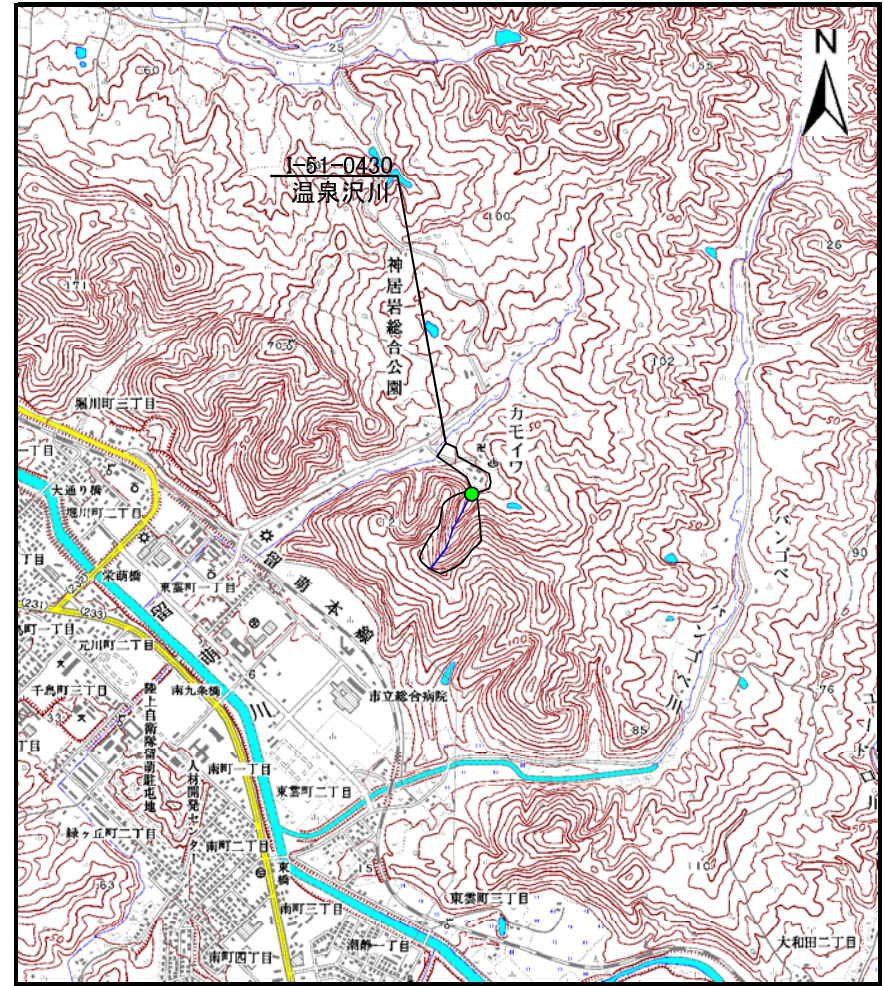 25
60
155
N
I-51-0430
温泉沢川
100
126
171
神居岩総合公園
102
堀川町三丁目
カモイワ
大通り橋
堀川町二丁目
12
パンゴベ
90
栄萌橋
東雲町一丁目
留萌本線
(231)
(232)
(233)
元川町二丁目
留萌川
6
100
パンゴベ川
千鳥町三丁目
南九条橋
市立総合病院
76
33
85
陸上自衛隊留萌駐屯地
人材開発センター
南町一丁目
東雲町二丁目
緑ヶ丘町二丁目
南町二丁目
63
東橋
15
110
南町三丁目
東雲町三丁目
潮静一丁目
大和田二丁目
南町四丁目